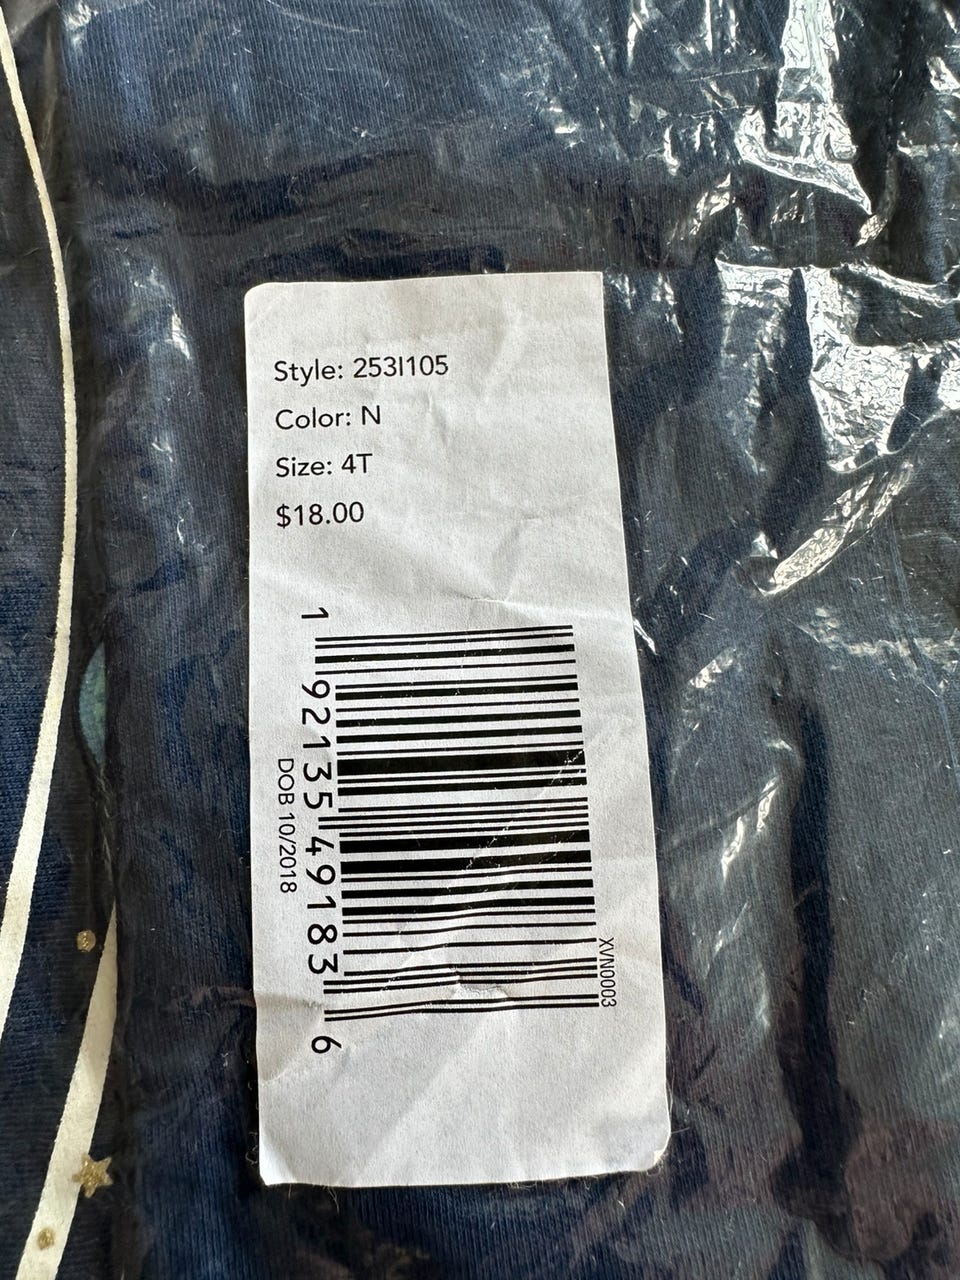 Style: 253I105
Color: N
Size: 4T
$18.00
1 92135 49183 6
DOB 10/2018
XVN0003